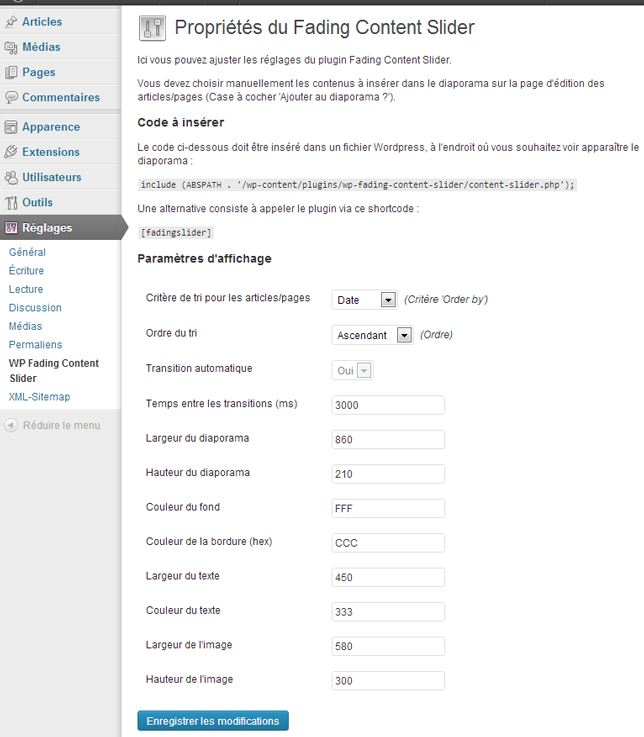 Articles
Médias
Pages
Commentaires
Apparence
Extensions
Utilisateurs
Outils
Réglages
Général
Écriture
Lecture
Discussion
Médias
Permaliens
WP Fading Content
Slider
XML-Sitemap
Réduire le menu
Propriétés du Fading Content Slider
Ici vous pouvez ajuster les réglages du plugin Fading Content Slider.
Vous devez choisir manuellement les contenus à insérer dans le diaporama sur la page d'édition des
articles/pages (Case à cocher 'Ajouter au diaporama ?').
Code à insérer
Le code ci-dessous doit être inséré dans un fichier Wordpress, à l'endroit où vous souhaitez voir apparaître le
diaporama :
include (ABSPATH . '/wp-content/plugins/wp-fading-content-slider/content-slider.php');
Une alternative consiste à appeler le plugin via ce shortcode :
[fadingslider]
Paramètres d'affichage
Critère de tri pour les articles/pages Date (Critère 'Order by')
Ordre du tri Ascendant (Ordre)
Transition automatique Oui
Temps entre les transitions (ms) 3000
Largeur du diaporama 860
Hauteur du diaporama 210
Couleur du fond FFF
Couleur de la bordure (hex) CCC
Largeur du texte 450
Couleur du texte 333
Largeur de l'image 580
Hauteur de l'image 300
Enregistrer les modifications